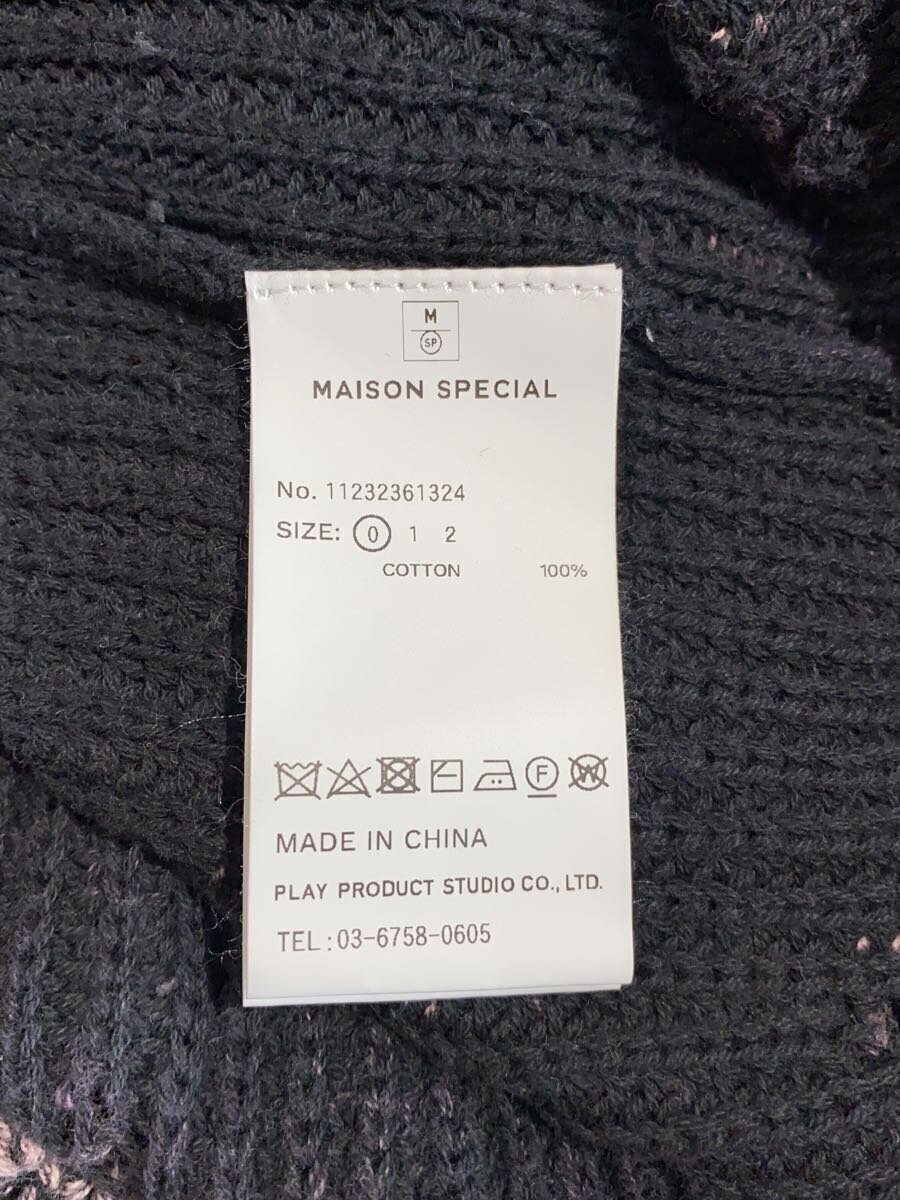 M
SP
MAISON SPECIAL
No. 11232361324
SIZE: 0 1 2
COTTON 100%
F W
MADE IN CHINA
PLAY PRODUCT STUDIO CO., LTD.
TEL : 03-6758-0605